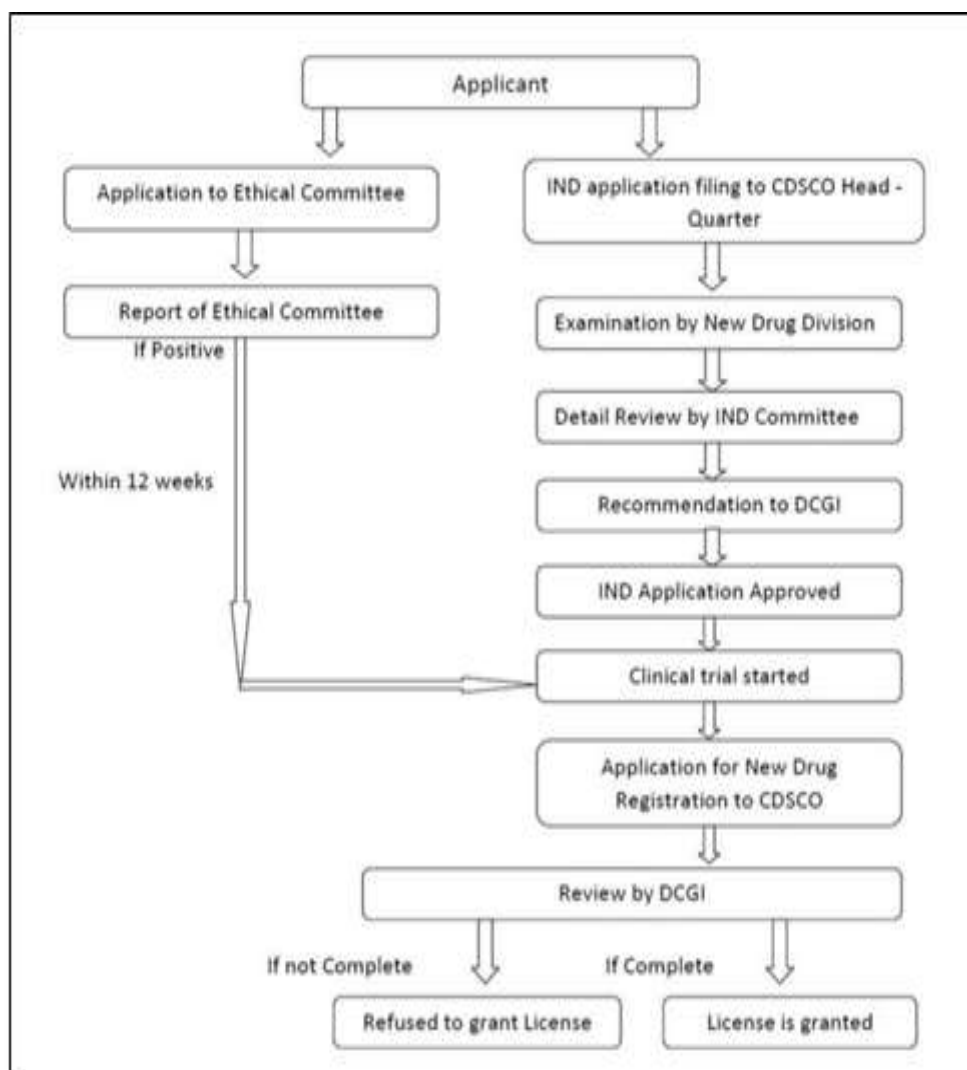 Applicant
Application to Ethical Committee
IND application filing to CDSCO Head -
Quarter
Report of Ethical Committee
If Positive
Examination by New Drug Division
Detail Review by IND Committee
Within 12 weeks
Recommendation to DCGI
IND Application Approved
Clinical trial started
Application for New Drug
Registration to CDSCO
Review by DCGI
If not Complete
If Complete
Refused to grant License
License is granted